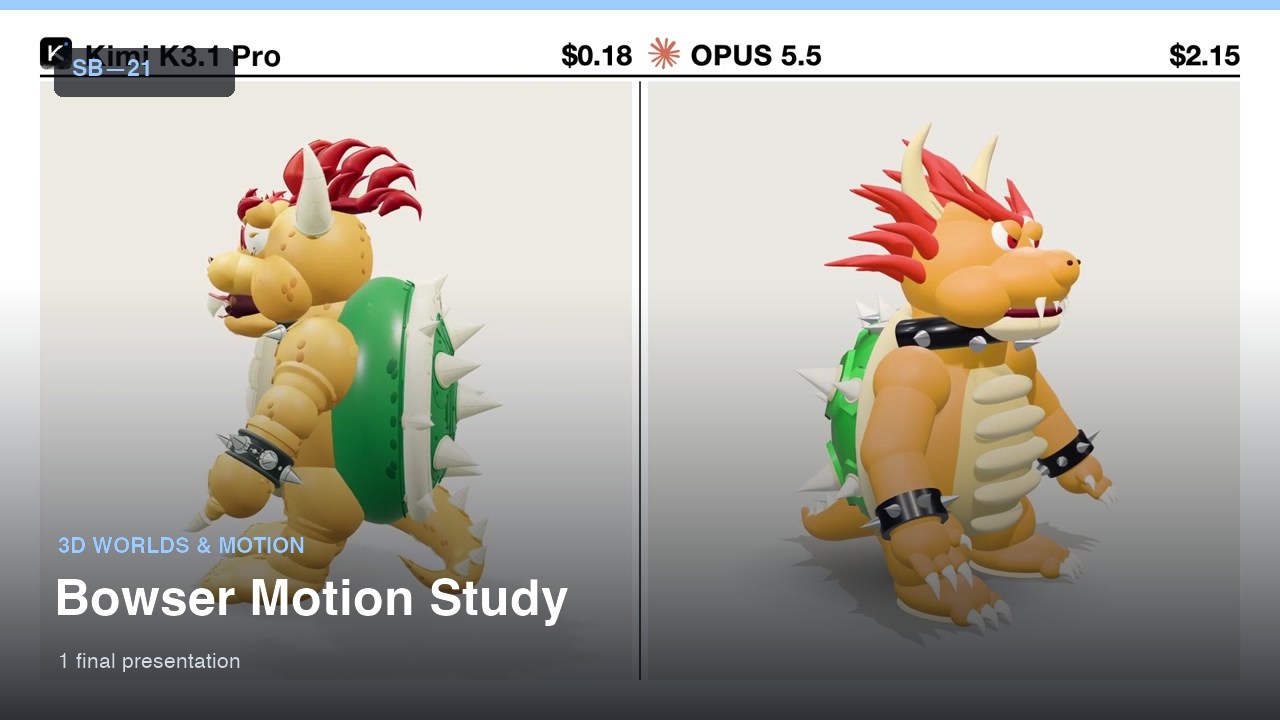 Kimi K3.1 Pro
$0.18
OPUS 5.5
$2.15
SB—21
3D WORLDS & MOTION
Bowser Motion Study
1 final presentation